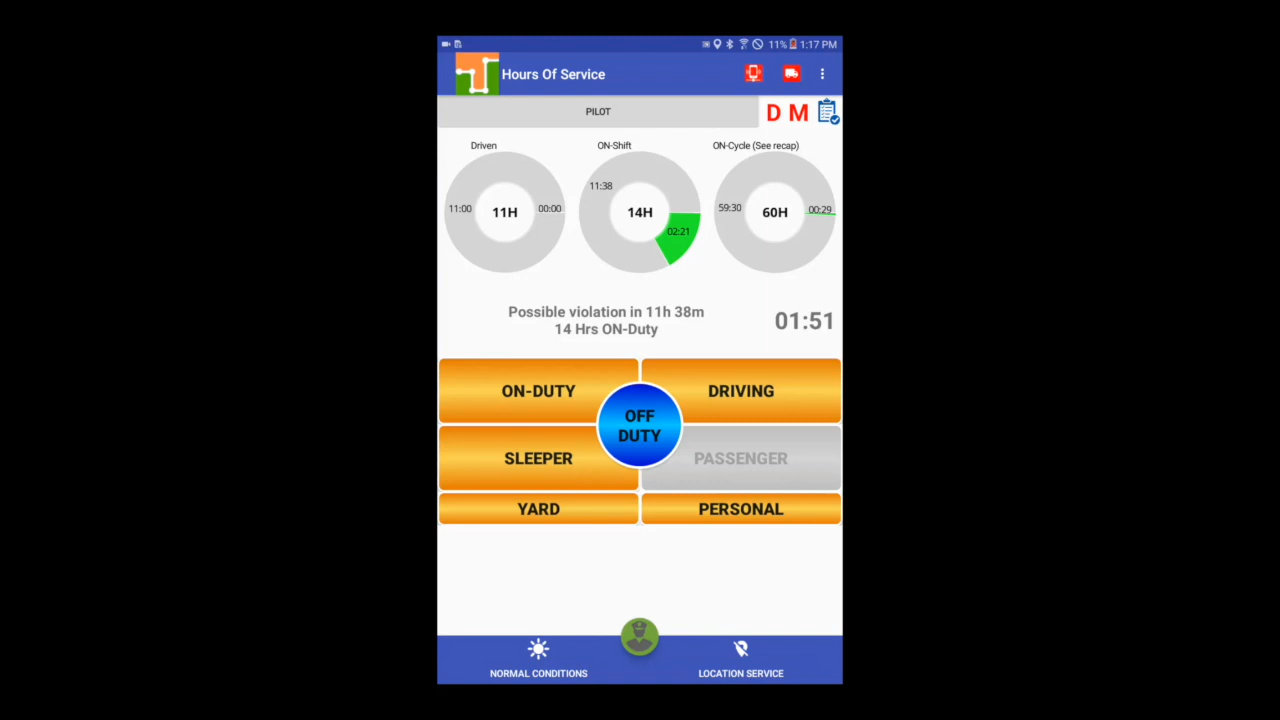 11% 1:17 PM
Hours Of Service
PILOT
D M
Driven
ON-Shift
ON-Cycle (See recap)
11:00
11H
00:00
11:38
14H
02:21
59:30
60H
00:29
Possible violation in 11h 38m
14 Hrs ON-Duty
01:51
ON-DUTY
DRIVING
OFF
DUTY
SLEEPER
PASSENGER
YARD
PERSONAL
NORMAL CONDITIONS
LOCATION SERVICE